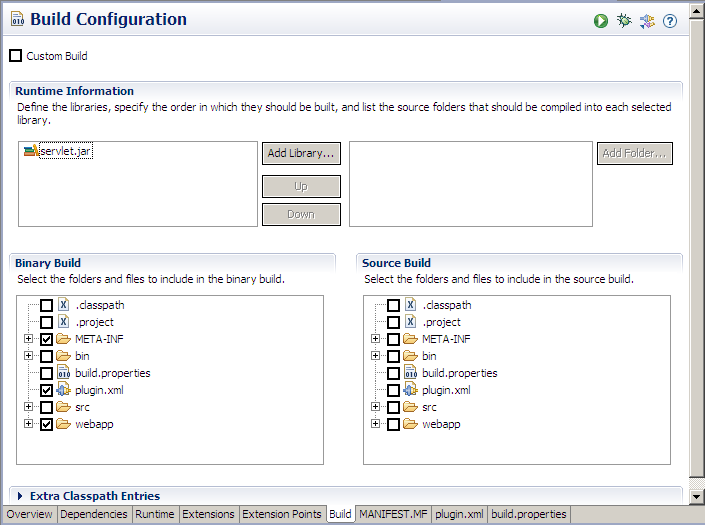 Build Configuration
Custom Build
Runtime Information
Define the libraries, specify the order in which they should be built, and list the source folders that should be compiled into each selected
library.
servlet.jar
Add Library...
Add Folder...
Up
Down
Binary Build
Select the folders and files to include in the binary build.
.classpath
.project
META-INF
bin
build.properties
plugin.xml
src
webapp
Source Build
Select the folders and files to include in the source build.
.classpath
.project
META-INF
bin
build.properties
plugin.xml
src
webapp
Extra Classpath Entries
Overview Dependencies Runtime Extensions Extension Points Build MANIFEST.MF plugin.xml build.properties